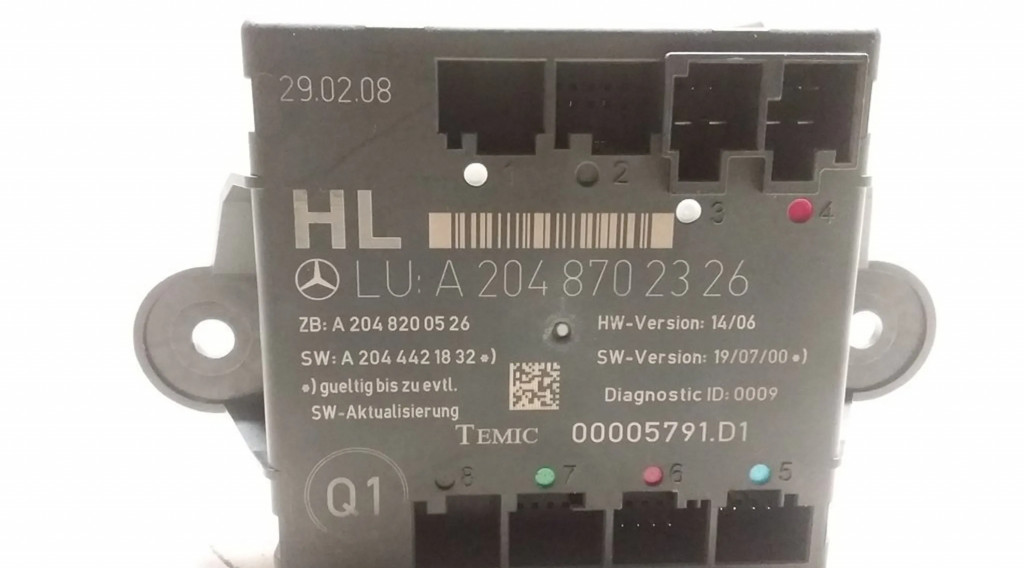 29.02.08
1 2
3 4
HL
LU: A 204 870 23 26
ZB: A 204 820 05 26
HW-Version: 14/06
SW: A 204 442 18 32 *)
SW-Version: 19/07/00 *)
*) gueltig bis zu evtl.
SW-Aktualisierung
Diagnostic ID: 0009
TEMIC 00005791.D1
8 7 6 5
Q1